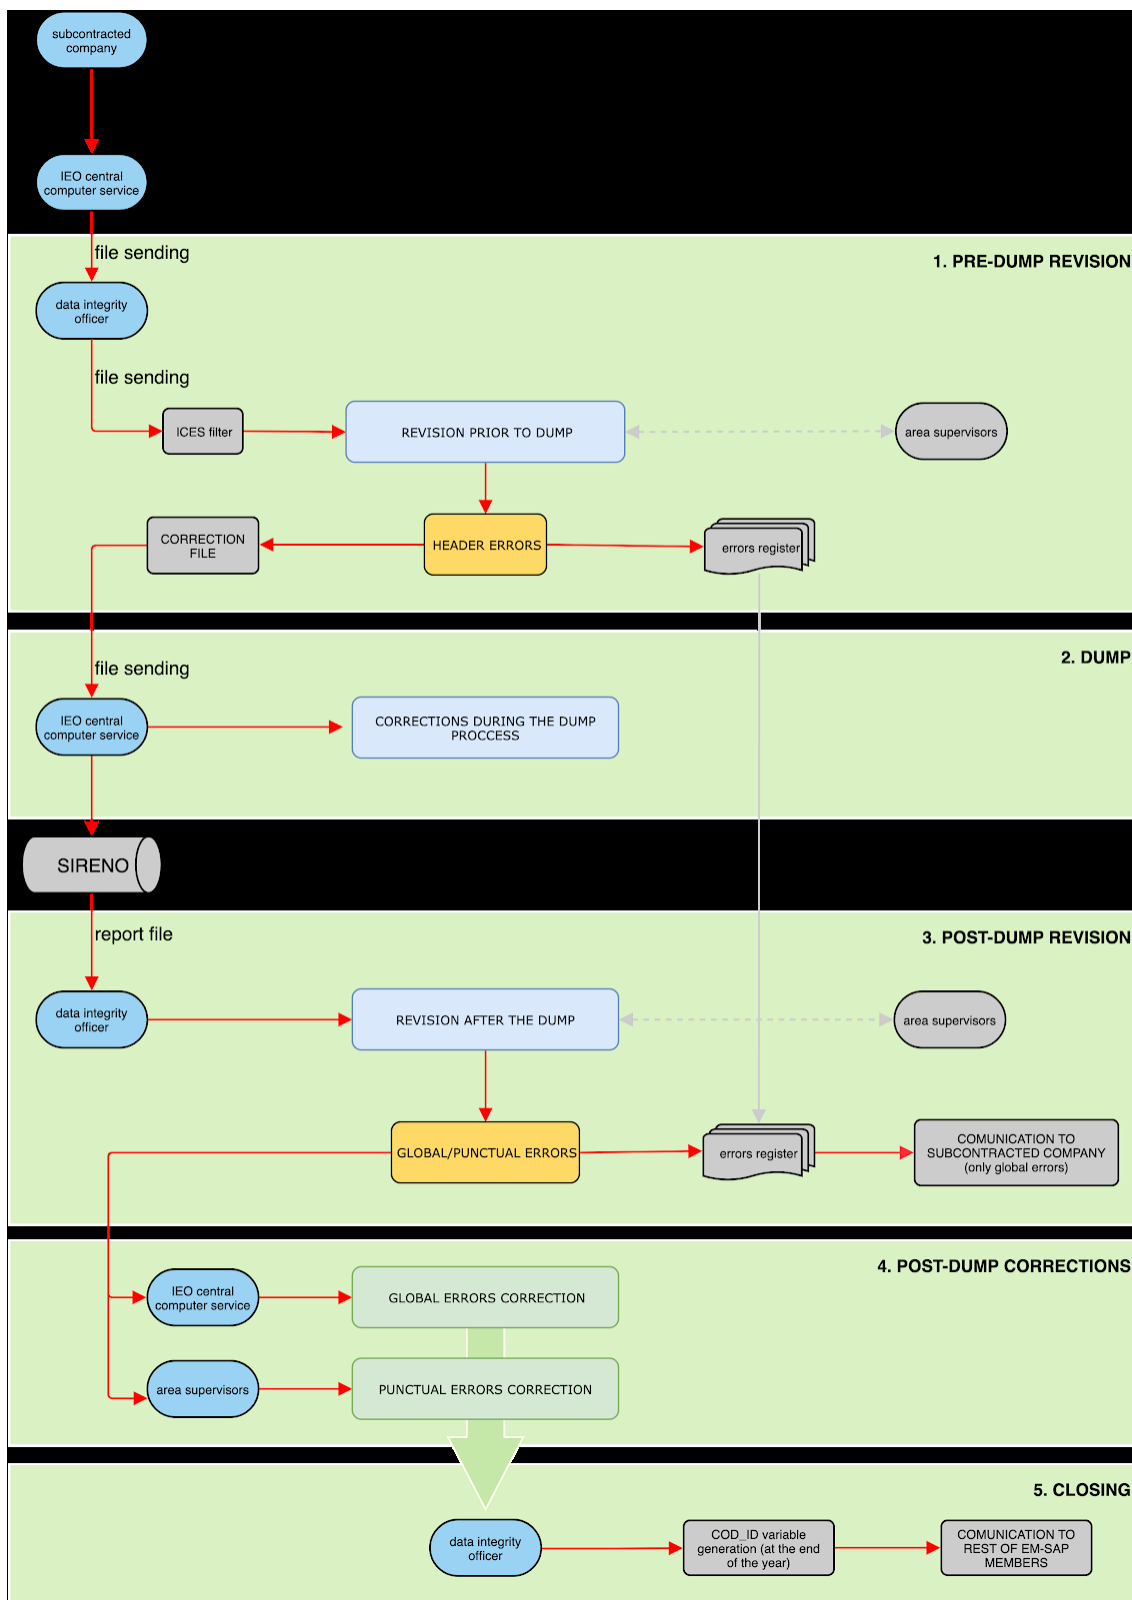 subcontracted
company
IEO central
computer service
file sending
1. PRE-DUMP REVISION
data integrity
officer
file sending
ICES filter
REVISION PRIOR TO DUMP
area supervisors
CORRECTION
FILE
HEADER ERRORS
errors register
2. DUMP
file sending
IEO central
computer service
CORRECTIONS DURING THE DUMP
PROCCESS
SIRENO
report file
3. POST-DUMP REVISION
data integrity
officer
REVISION AFTER THE DUMP
area supervisors
GLOBAL/PUNCTUAL ERRORS
errors register
COMUNICATION TO
SUBCONTRACTED COMPANY
(only global errors)
4. POST-DUMP CORRECTIONS
IEO central
computer service
GLOBAL ERRORS CORRECTION
area supervisors
PUNCTUAL ERRORS CORRECTION
5. CLOSING
data integrity
officer
COD_ID variable
generation (at the end
of the year)
COMUNICATION TO
REST OF EM-SAP
MEMBERS